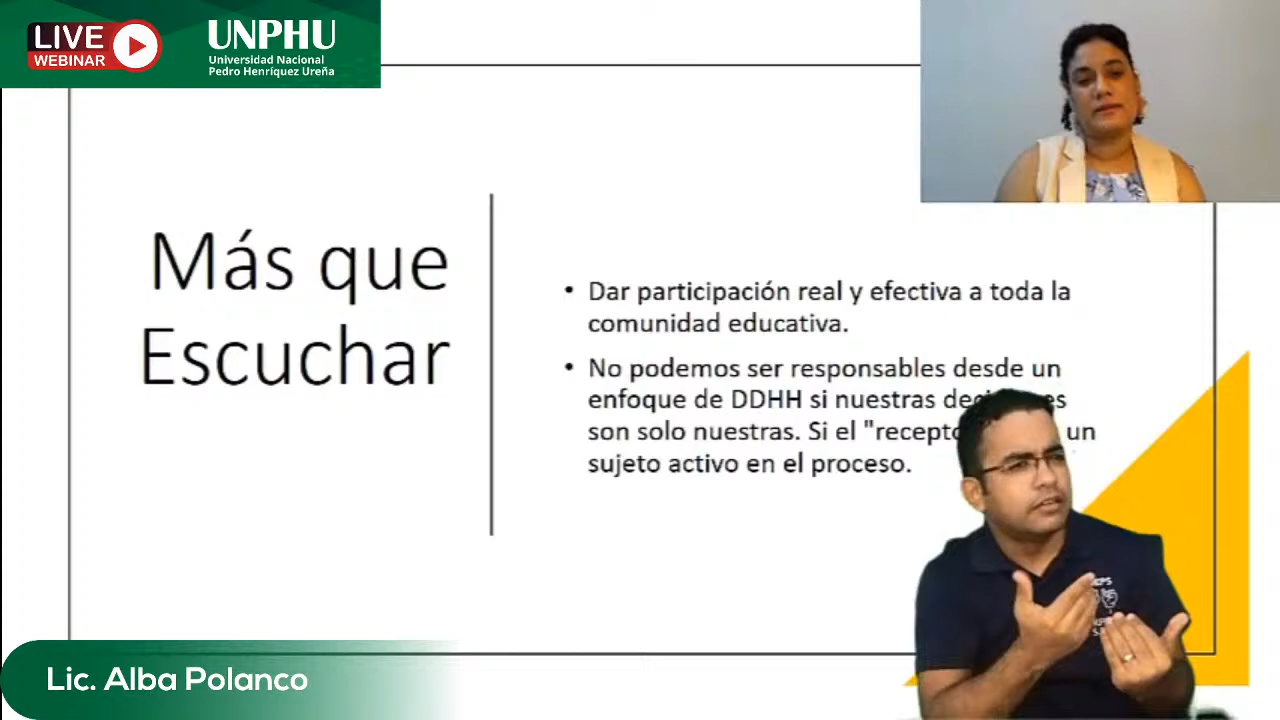 LIVE
WEBINAR
UNPHU
Universidad Nacional
Pedro Henríquez Ureña
Más que
Escuchar
• Dar participación real y efectiva a toda la
comunidad educativa.
• No podemos ser responsables desde un
enfoque de DDHH si nuestras
son solo nuestras. Si el un
sujeto activo en el proceso.
Lic. Alba Polanco